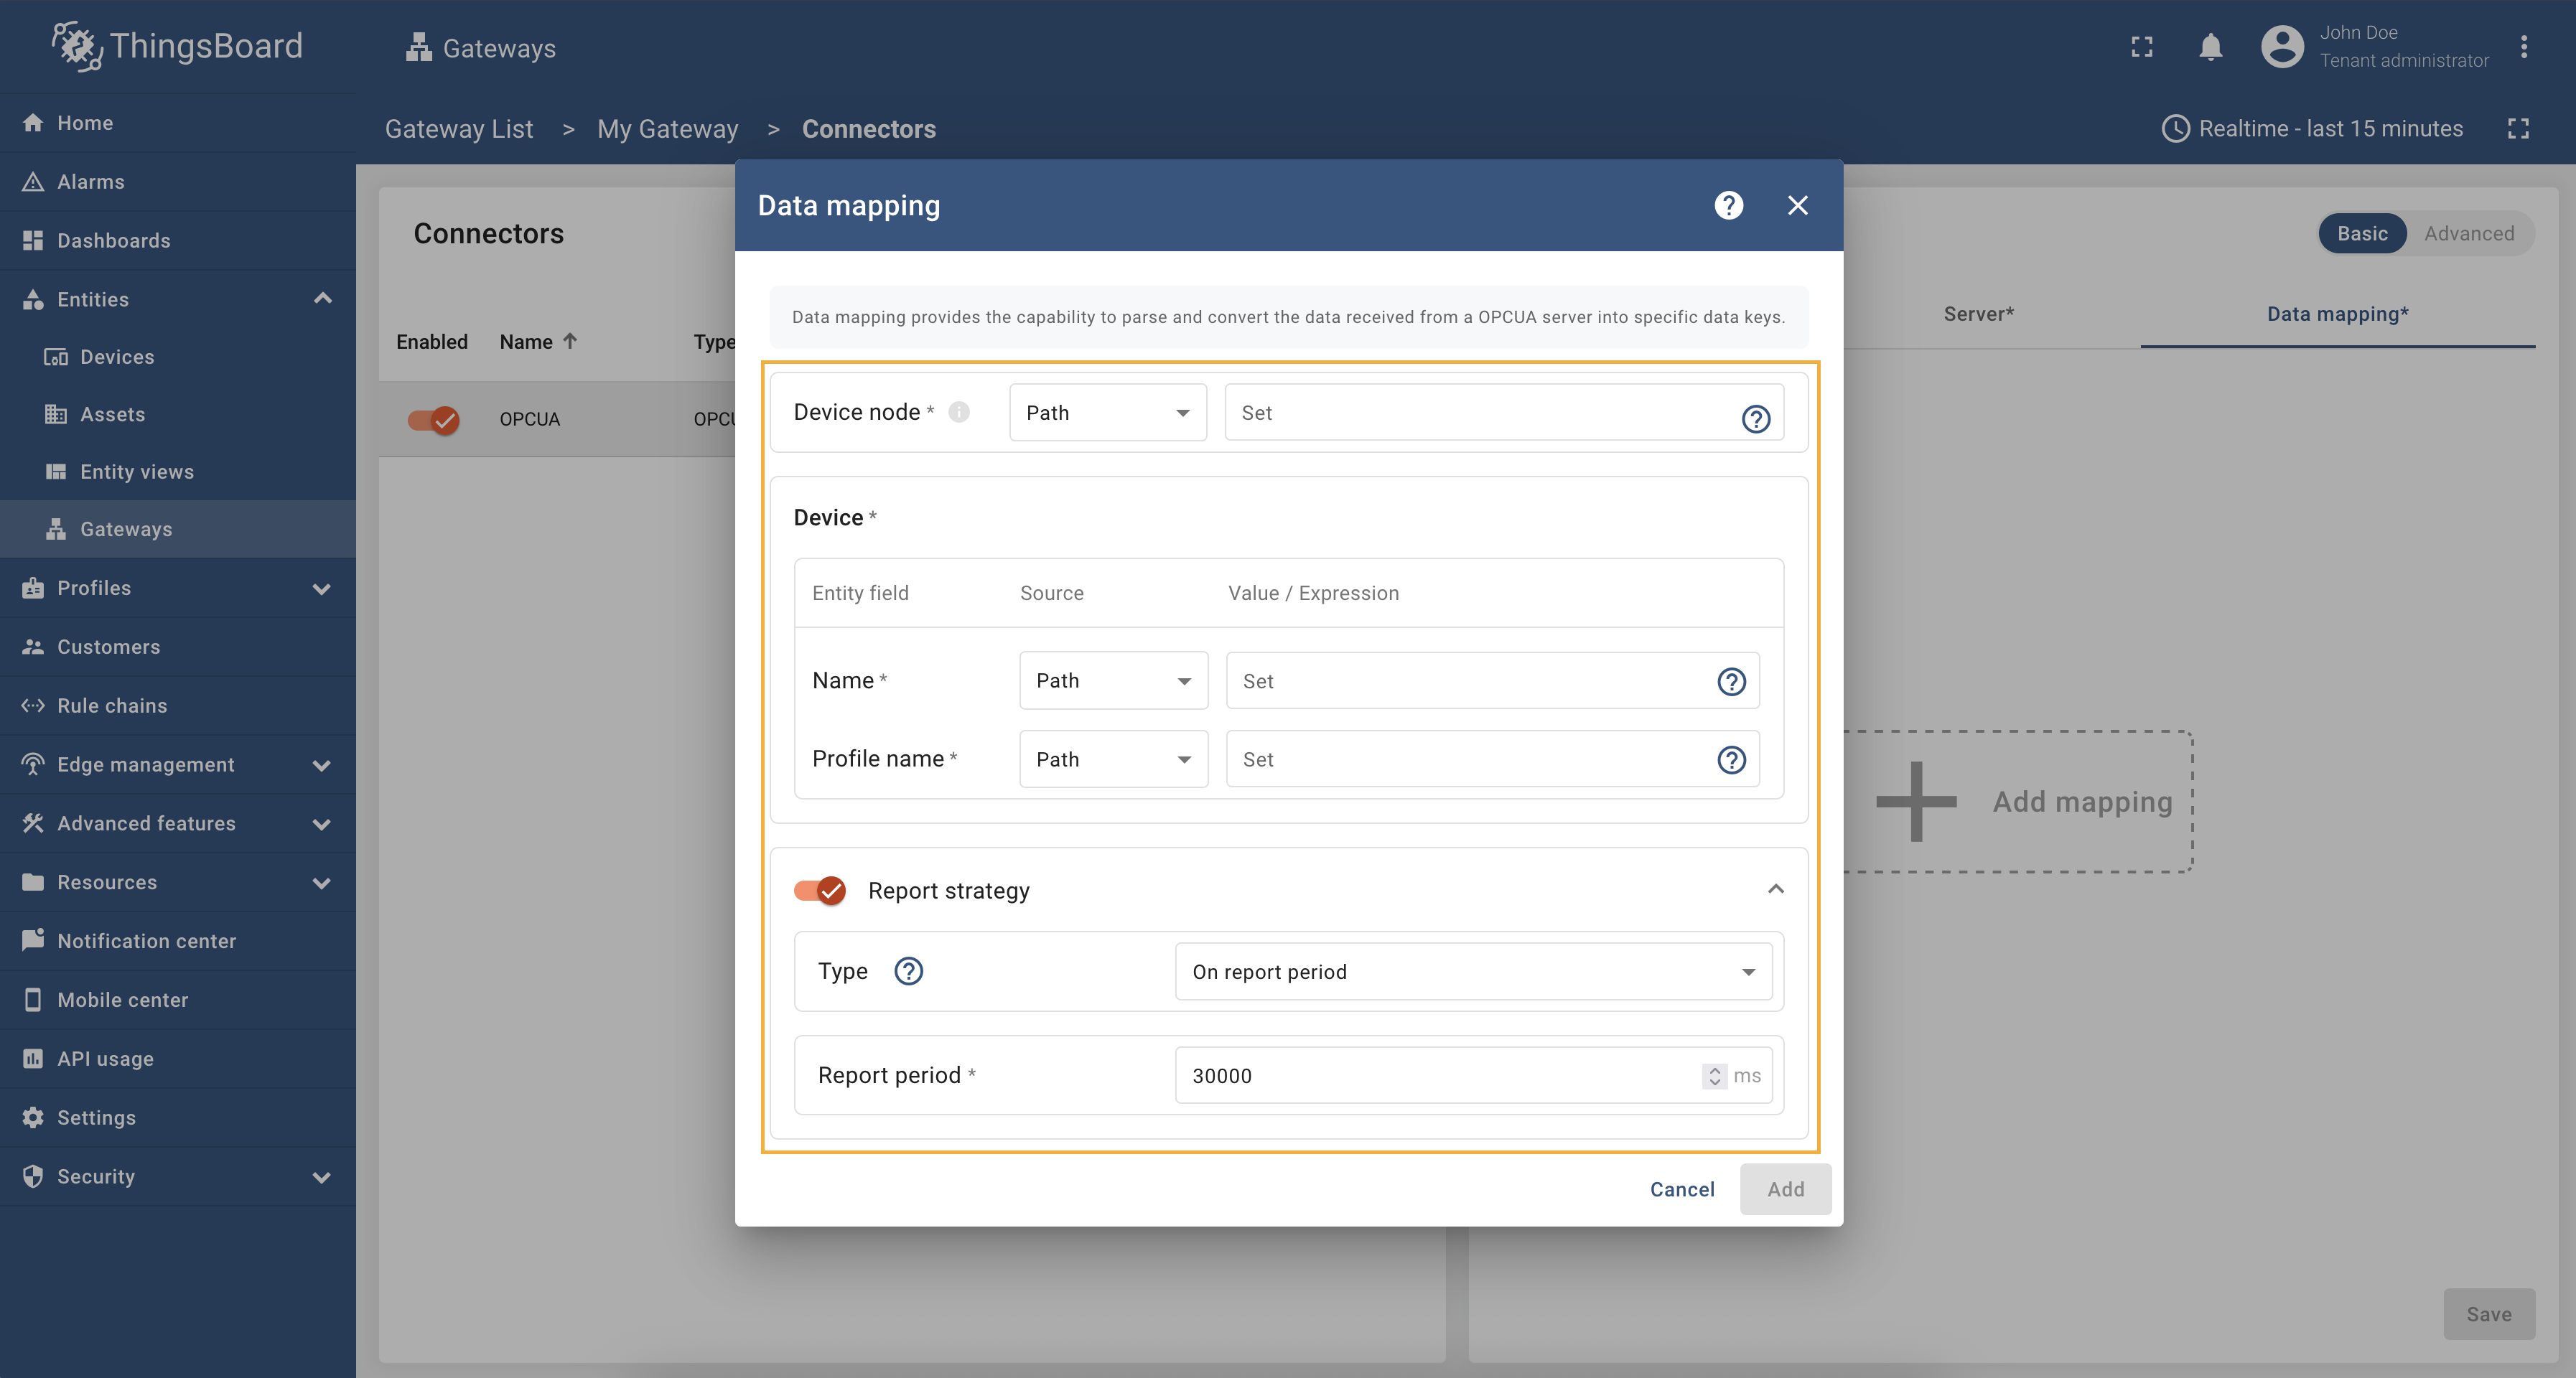 ThingsBoard
Gateways
John Doe
Tenant administrator
Home
Alarms
Dashboards
Entities
Devices
Assets
Entity views
Gateways
Profiles
Customers
Rule chains
Edge management
Advanced features
Resources
Notification center
Mobile center
API usage
Settings
Security
Gateway List > My Gateway > Connectors
Realtime - last 15 minutes
Connectors
Enabled Name Type
OPCUA OPCU
Basic Advanced
Server* Data mapping*
Add mapping
Save
Data mapping
Data mapping provides the capability to parse and convert the data received from a OPCUA server into specific data keys.
Device node * Path Set
Device *
Entity field Source Value / Expression
Name * Path Set
Profile name * Path Set
Report strategy
Type On report period
Report period * 30000 ms
Cancel Add